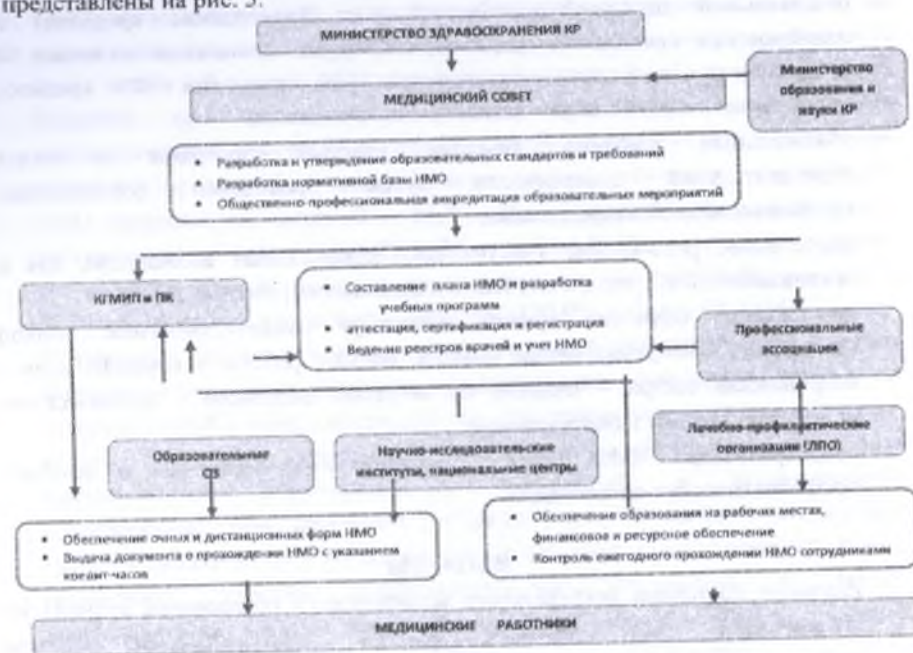 представлены на рис. 3.
МИНИСТЕРСТВО ЗДРАВООХРАНЕНИЯ КР
Министерство
образования и
науки КР
МЕДИЦИНСКИЙ СОВЕТ
• Разработка и утверждение образовательных стандартов и требований
• Разработка нормативной базы НМО
• Общественно-профессиональная аккредитация образовательных мероприятий
КГМИП и ПК
• Составление плана НМО и разработка
учебных программ
• аттестация, сертификация и регистрация
• Ведение реестров врачей и учет НМО
Профессиональные
ассоциации
Образовательные
Научно-исследовательские
институты, национальные центры
Лечебно-профилактические
организации (ЛПО)
• Обеспечение очных и дистанционных форм НМО
• Выдача документа о прохождении НМО с указанием
кредит-часов
• Обеспечение образования на рабочих местах,
финансовое и ресурсное обеспечение
• Контроль ежегодного прохождении НМО сотрудниками
МЕДИЦИНСКИЕ РАБОТНИКИ